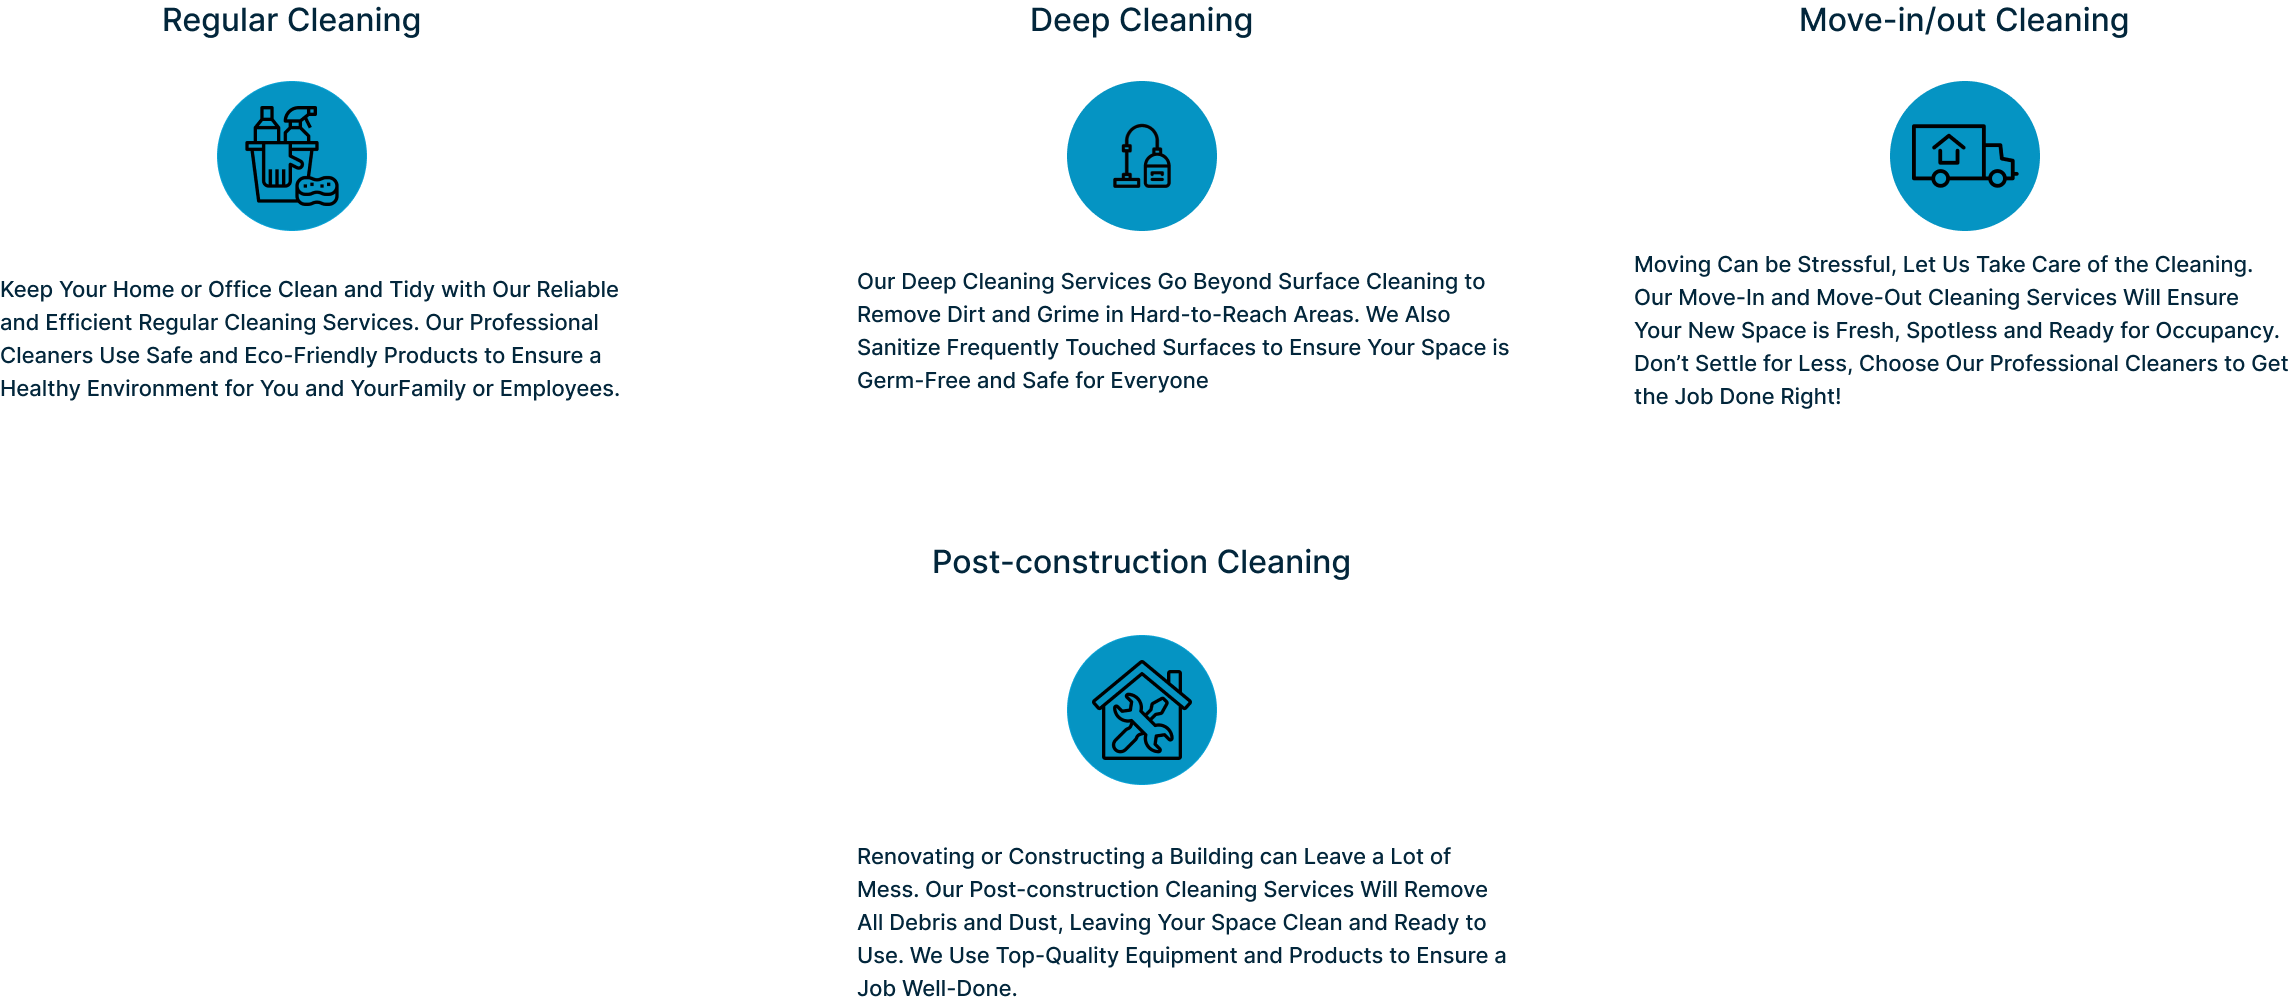 Regular Cleaning
Keep Your Home or Office Clean and Tidy with Our Reliable
and Efficient Regular Cleaning Services. Our Professional
Cleaners Use Safe and Eco-Friendly Products to Ensure a
Healthy Environment for You and YourFamily or Employees.
Deep Cleaning
Our Deep Cleaning Services Go Beyond Surface Cleaning to
Remove Dirt and Grime in Hard-to-Reach Areas. We Also
Sanitize Frequently Touched Surfaces to Ensure Your Space is
Germ-Free and Safe for Everyone
Move-in/out Cleaning
Moving Can be Stressful, Let Us Take Care of the Cleaning.
Our Move-In and Move-Out Cleaning Services Will Ensure
Your New Space is Fresh, Spotless and Ready for Occupancy.
Don’t Settle for Less, Choose Our Professional Cleaners to Get
the Job Done Right!
Post-construction Cleaning
Renovating or Constructing a Building can Leave a Lot of
Mess. Our Post-construction Cleaning Services Will Remove
All Debris and Dust, Leaving Your Space Clean and Ready to
Use. We Use Top-Quality Equipment and Products to Ensure a
Job Well-Done.